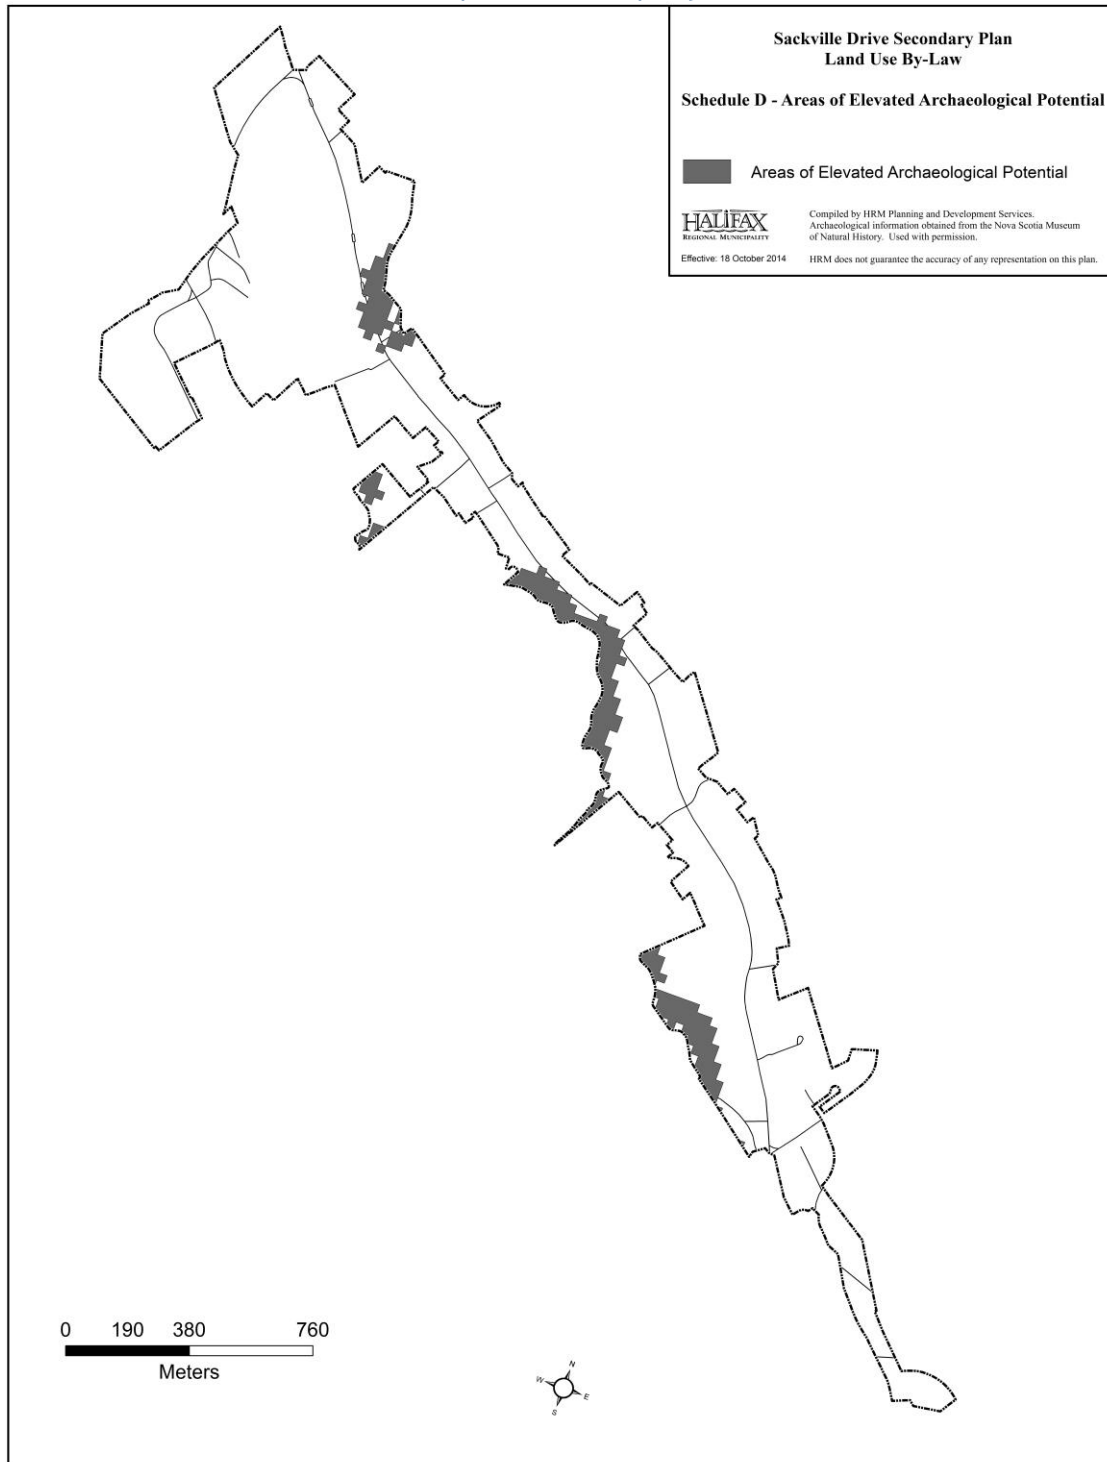 Sackville Drive Secondary Plan
Land Use By-Law
Schedule D - Areas of Elevated Archaeological Potential
Areas of Elevated Archaeological Potential
HALIFAX
REGIONAL MUNICIPALITY
Compiled by HRM Planning and Development Services.
Archaeological information obtained from the Nova Scotia Museum
of Natural History. Used with permission.
Effective: 18 October 2014
HRM does not guarantee the accuracy of any representation on this plan.
0 190 380 760
Meters
N
W
E
S